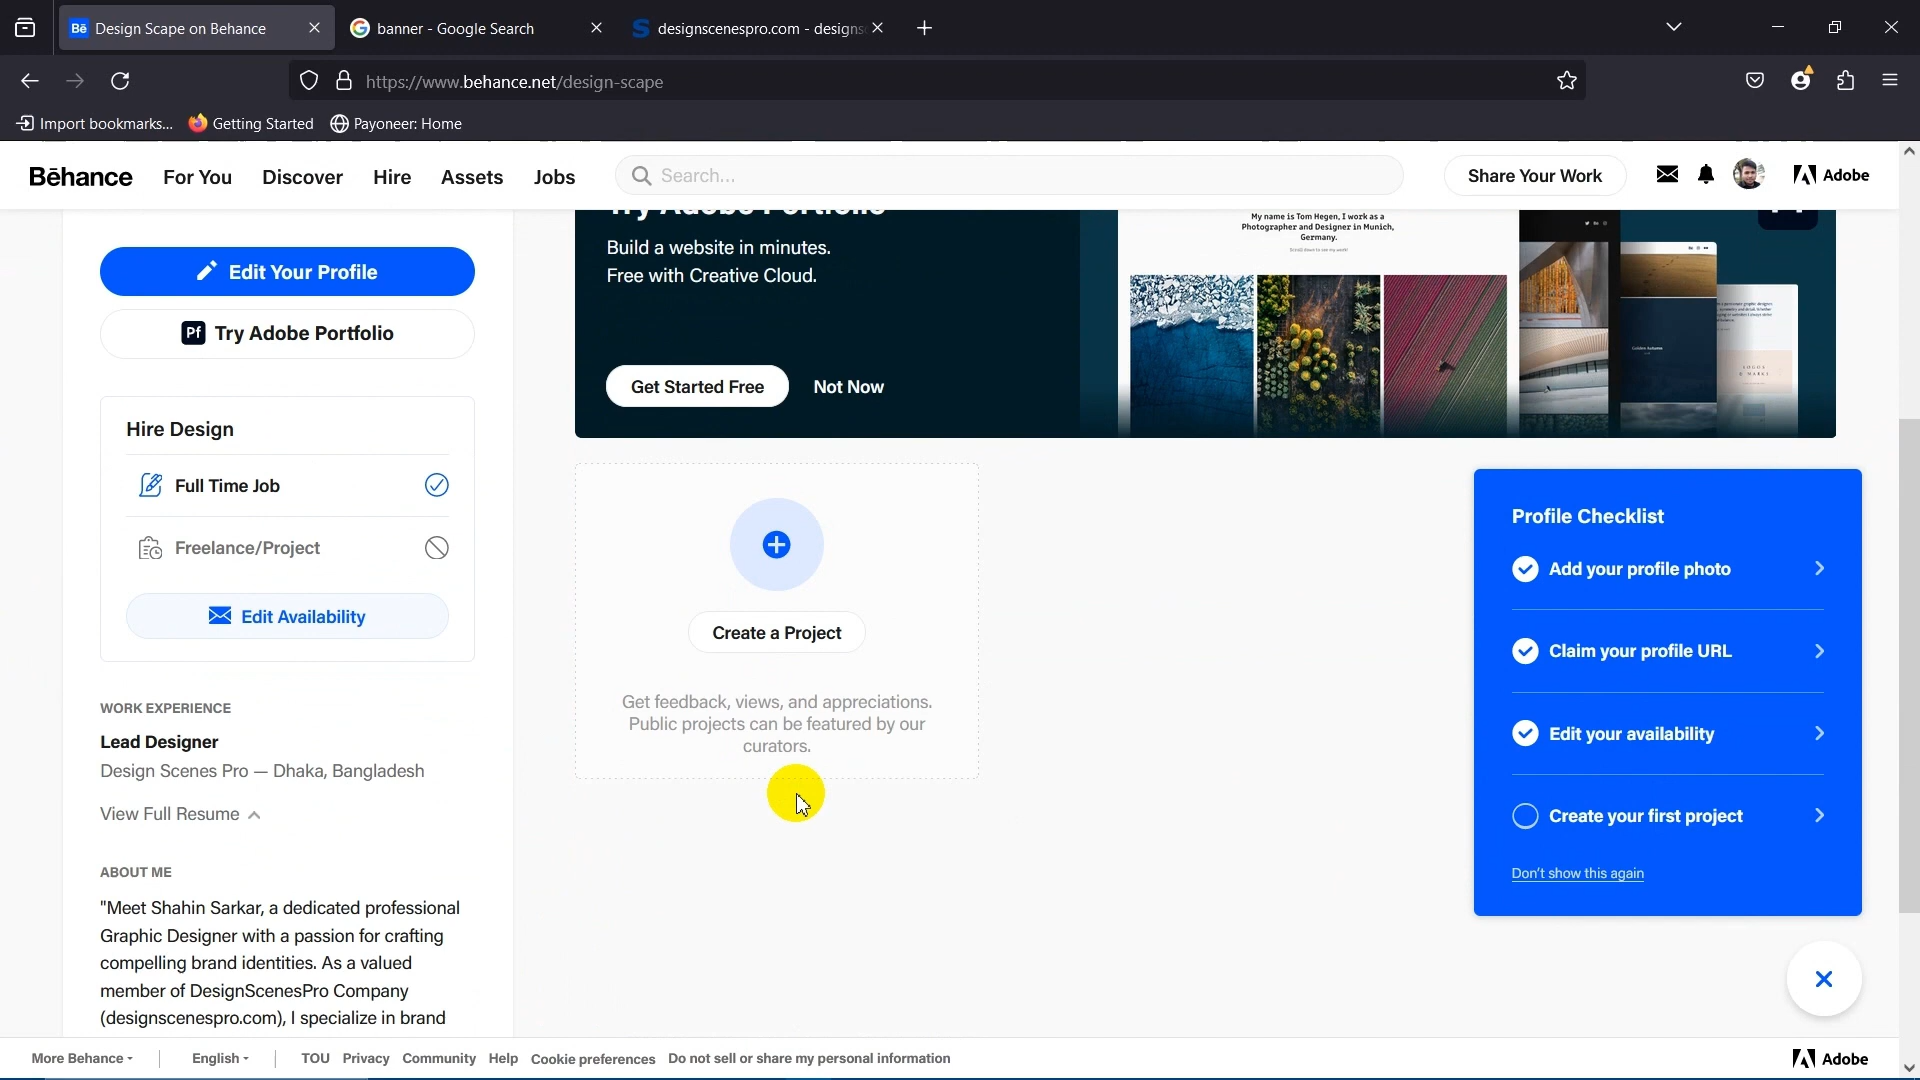 Bē Design Scape on Behance
banner - Google Search
designscenespro.com - designs
https://www.behance.net/design-scape
Import bookmarks...
Getting Started
Payoneer: Home
Bēhance
For You
Discover
Hire
Assets
Jobs
Search...
Share Your Work
Adobe
Edit Your Profile
Pf Try Adobe Portfolio
Hire Design
Full Time Job
Freelance/Project
Edit Availability
WORK EXPERIENCE
Lead Designer
Design Scenes Pro — Dhaka, Bangladesh
View Full Resume
ABOUT ME
"Meet Shahin Sarkar, a dedicated professional
Graphic Designer with a passion for crafting
compelling brand identities. As a valued
member of DesignScenesPro Company
(designscenespro.com), I specialize in brand
Try Adobe Portfolio
Build a website in minutes.
Free with Creative Cloud.
Get Started Free
Not Now
My name is Tom Hegen, I work as a
Photographer and Designer in Munich,
Germany.
Create a Project
Get feedback, views, and appreciations.
Public projects can be featured by our
curators.
Profile Checklist
Add your profile photo
Claim your profile URL
Edit your availability
Create your first project
Don't show this again
More Behance
English
TOU
Privacy
Community
Help
Cookie preferences
Do not sell or share my personal information
Adobe